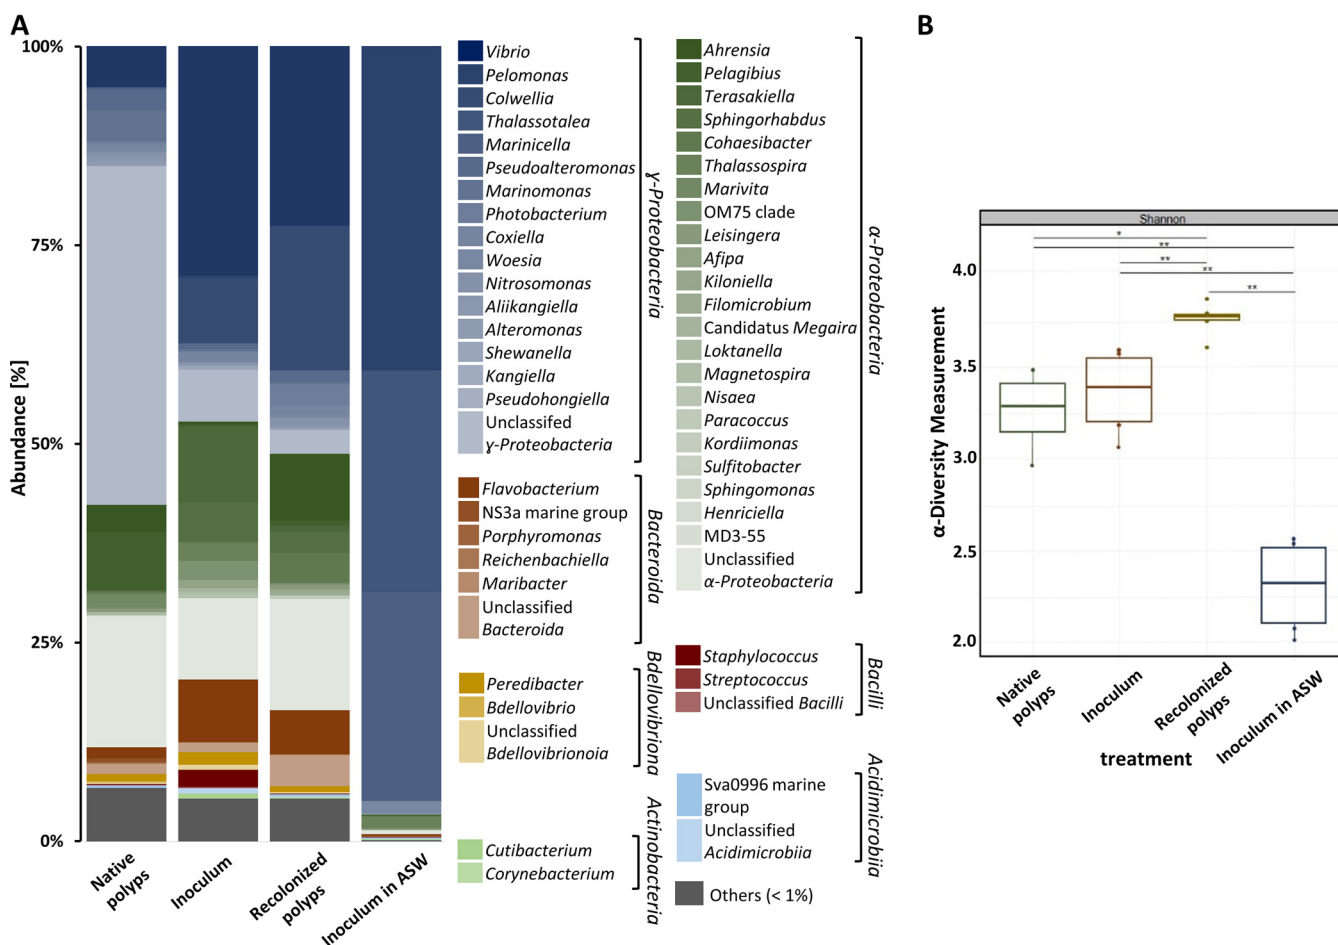 A
100%
75%
50%
25%
0%
Abundance [%]
Native
polyps
Inoculum
Recolonized
polyps
Inoculum in ASW
Vibrio
Pelomonas
Colwellia
Thalassotalea
Marinicella
Pseudoalteromonas
Marinomonas
Photobacterium
Coxiella
Woesia
Nitrosomonas
Aliikangiella
Alteromonas
Shewanella
Kangiella
Pseudohongiella
Unclassifed
ɣ-Proteobacteria
ɣ-Proteobacteria
Flavobacterium
NS3a marine group
Porphyromonas
Reichenbachiella
Maribacter
Unclassified
Bacteroida
Bacteroida
Peredibacter
Bdellovibrio
Unclassified
Bdellovibrionoia
Bdellovibriona
Cutibacterium
Corynebacterium
Actinobacteria
Ahrensia
Pelagibius
Terasakiella
Sphingorhabdus
Cohaesibacter
Thalassospira
Marivita
OM75 clade
Leisingera
Afipa
Kiloniella
Filomicrobium
Candidatus Megaira
Loktanella
Magnetospira
Nisaea
Paracoccus
Kordiimonas
Sulfitobacter
Sphingomonas
Henriciella
MD3-55
Unclassified
α-Proteobacteria
α-Proteobacteria
Staphylococcus
Streptococcus
Unclassified Bacilli
Bacilli
Sva0996 marine
group
Unclassified
Acidimicrobiia
Acidimicrobiia
Others (< 1%)
B
Shannon
*
**
**
**
**
4.0
3.5
3.0
2.5
2.0
α-Diversity Measurement
Native
polyps
Inoculum
Recolonized
polyps
Inoculum in ASW
treatment